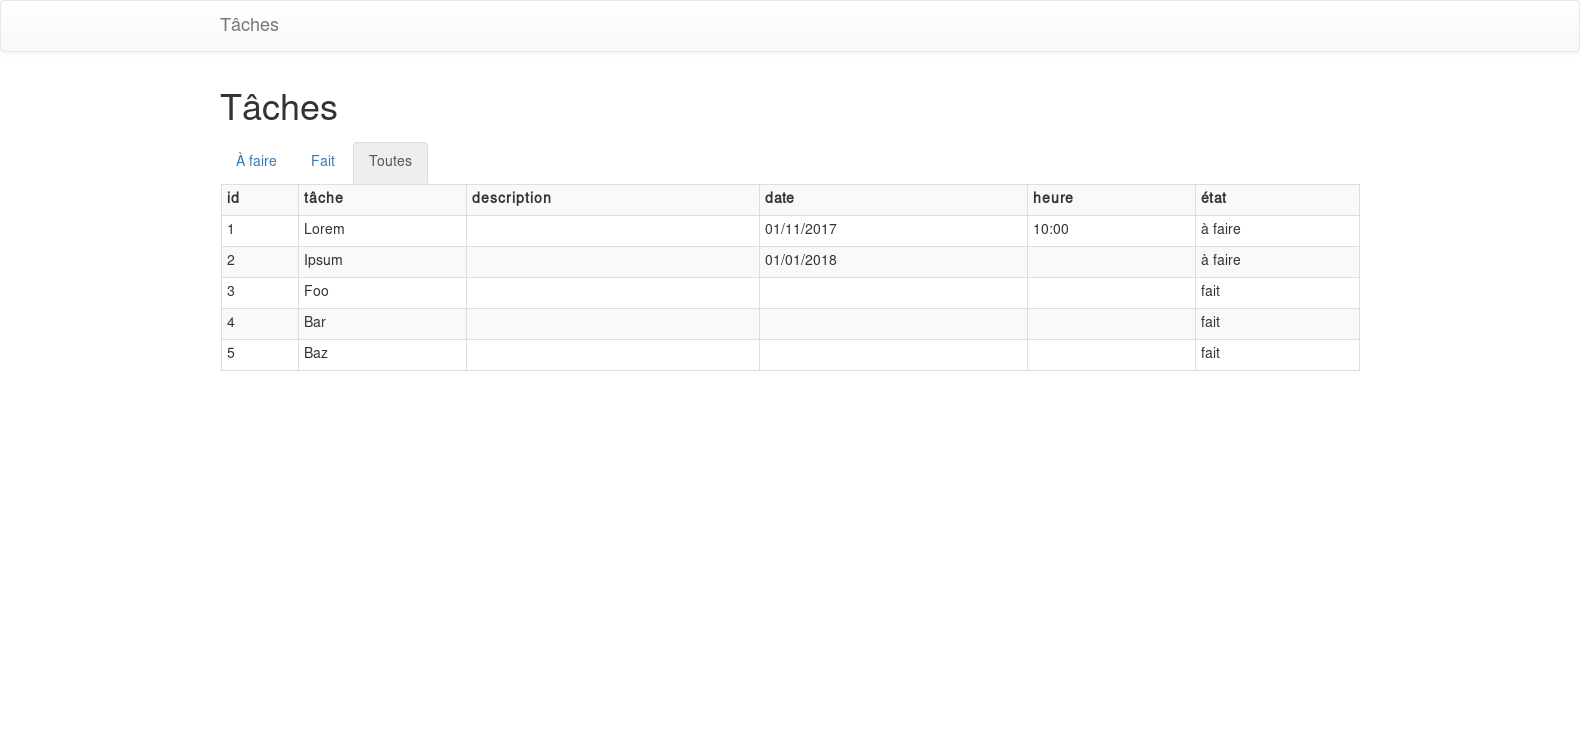 Tâches
Tâches
À faire Fait Toutes
id tâche description date heure état
1 Lorem 01/11/2017 10:00 à faire
2 Ipsum 01/01/2018 à faire
3 Foo fait
4 Bar fait
5 Baz fait